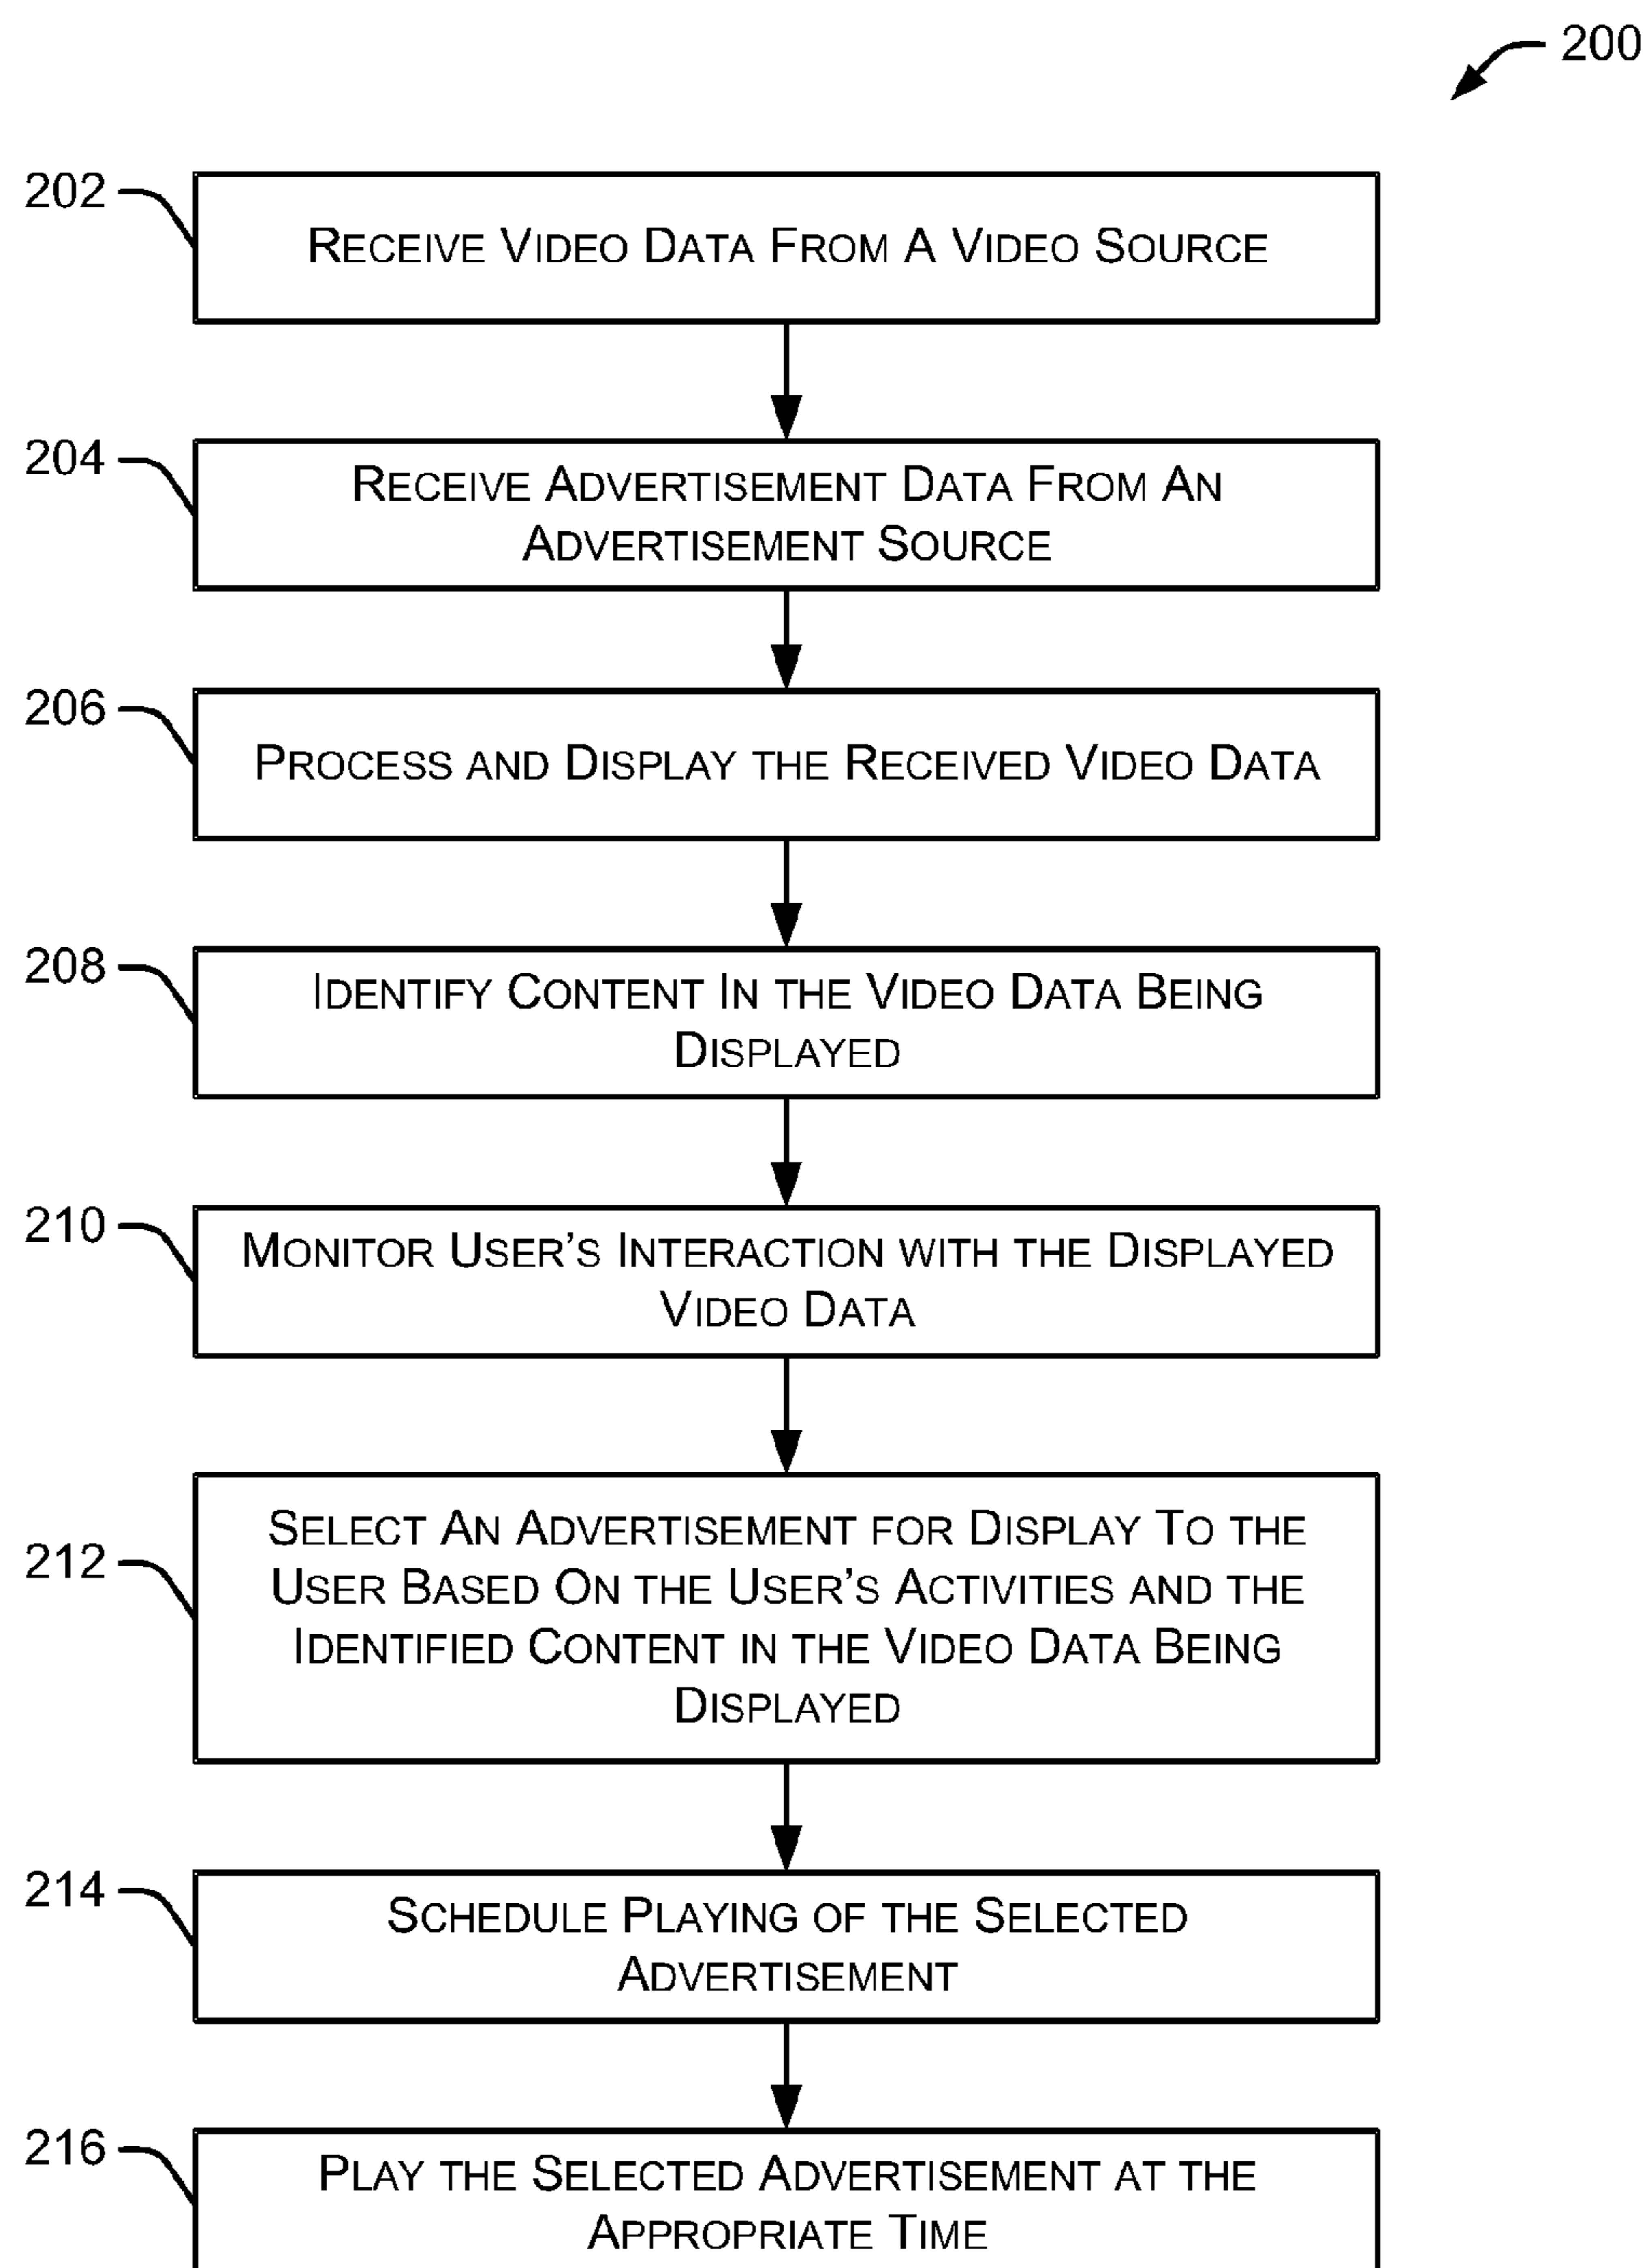 200
202
RECEIVE VIDEO DATA FROM A VIDEO SOURCE
204
RECEIVE ADVERTISEMENT DATA FROM AN
ADVERTISEMENT SOURCE
206
PROCESS AND DISPLAY THE RECEIVED VIDEO DATA
208
IDENTIFY CONTENT IN THE VIDEO DATA BEING
DISPLAYED
210
MONITOR USER’S INTERACTION WITH THE DISPLAYED
VIDEO DATA
212
SELECT AN ADVERTISEMENT FOR DISPLAY TO THE
USER BASED ON THE USER’S ACTIVITIES AND THE
IDENTIFIED CONTENT IN THE VIDEO DATA BEING
DISPLAYED
214
SCHEDULE PLAYING OF THE SELECTED
ADVERTISEMENT
216
PLAY THE SELECTED ADVERTISEMENT AT THE
APPROPRIATE TIME